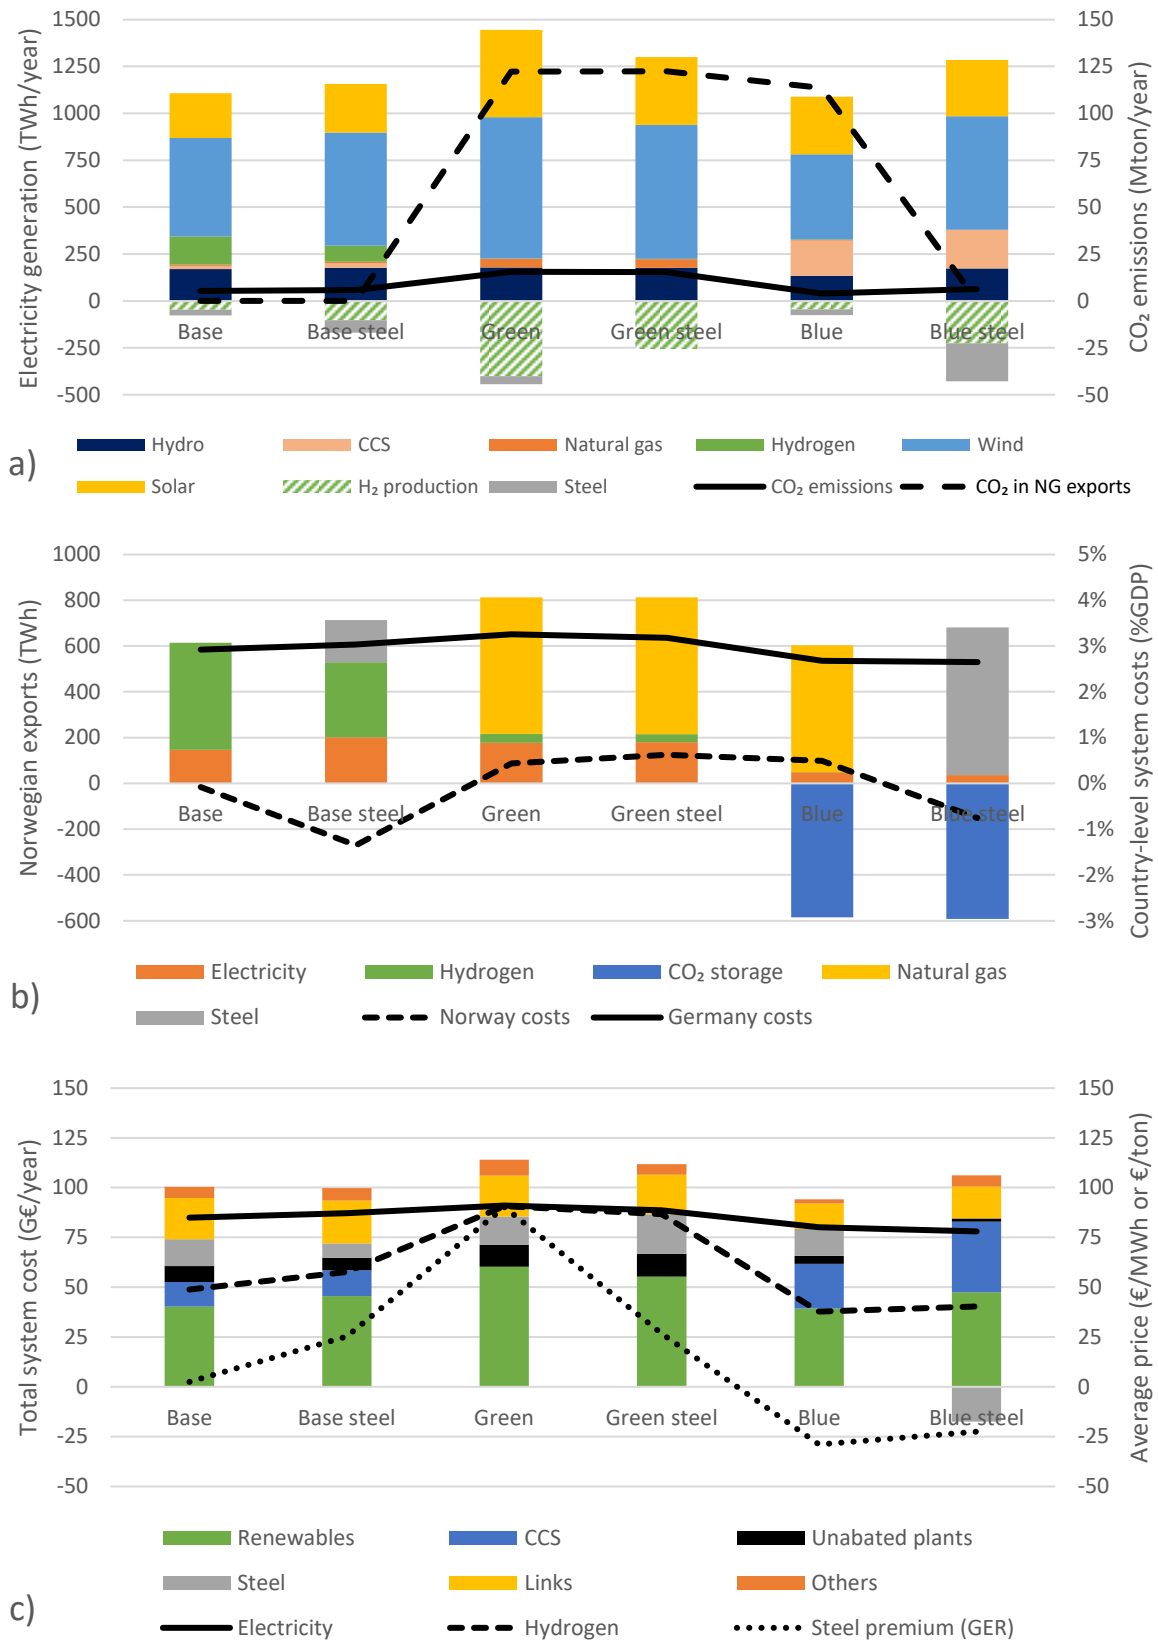 1500 150
1250 125
1000 100
750 75
500 50
250 25
0 0
-250 -25
-500 -50
Electricity generation (TWh/year)
CO₂ emissions (Mton/year)
Base Base steel Green Green steel Blue Blue steel
Hydro CCS Natural gas Hydrogen Wind
Solar H₂ production Steel CO₂ emissions CO₂ in NG exports
a)
1000 5%
800 4%
600 3%
400 2%
200 1%
0 0%
-200 -1%
-400 -2%
-600 -3%
Norwegian exports (TWh)
Country-level system costs (%GDP)
Base Base steel Green Green steel Blue Blue steel
Electricity Hydrogen CO₂ storage Natural gas
Steel Norway costs Germany costs
b)
150 150
125 125
100 100
75 75
50 50
25 25
0 0
-25 -25
-50 -50
Total system cost (G€/year)
Average price (€/MWh or €/ton)
Base Base steel Green Green steel Blue Blue steel
Renewables CCS Unabated plants
Steel Links Others
Electricity Hydrogen Steel premium (GER)
c)